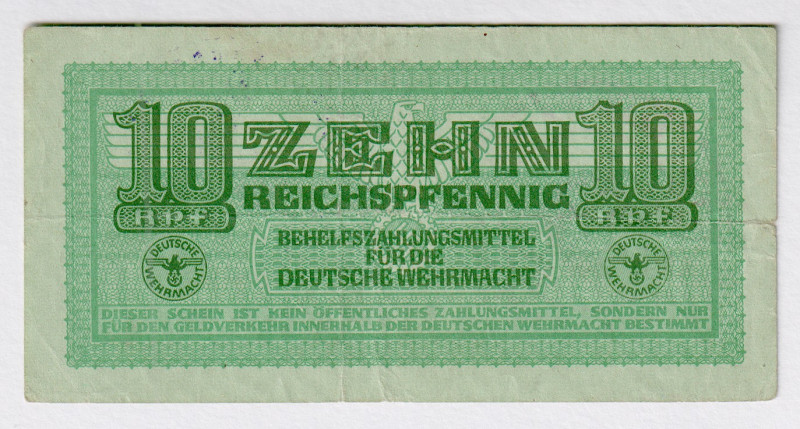 10 ZEHN 10
REICHSPFENNIG
Rpf. Rpf.
BEHELFSZAHLUNGSMITTEL
FÜR DIE
DEUTSCHE WEHRMACHT
DEUTSCHE WEHRMACHT
DEUTSCHE WEHRMACHT
DIESER SCHEIN IST KEIN ÖFFENTLICHES ZAHLUNGSMITTEL, SONDERN NUR
FÜR DEN GELDVERKEHR INNERHALB DER DEUTSCHEN WEHRMACHT BESTIMMT